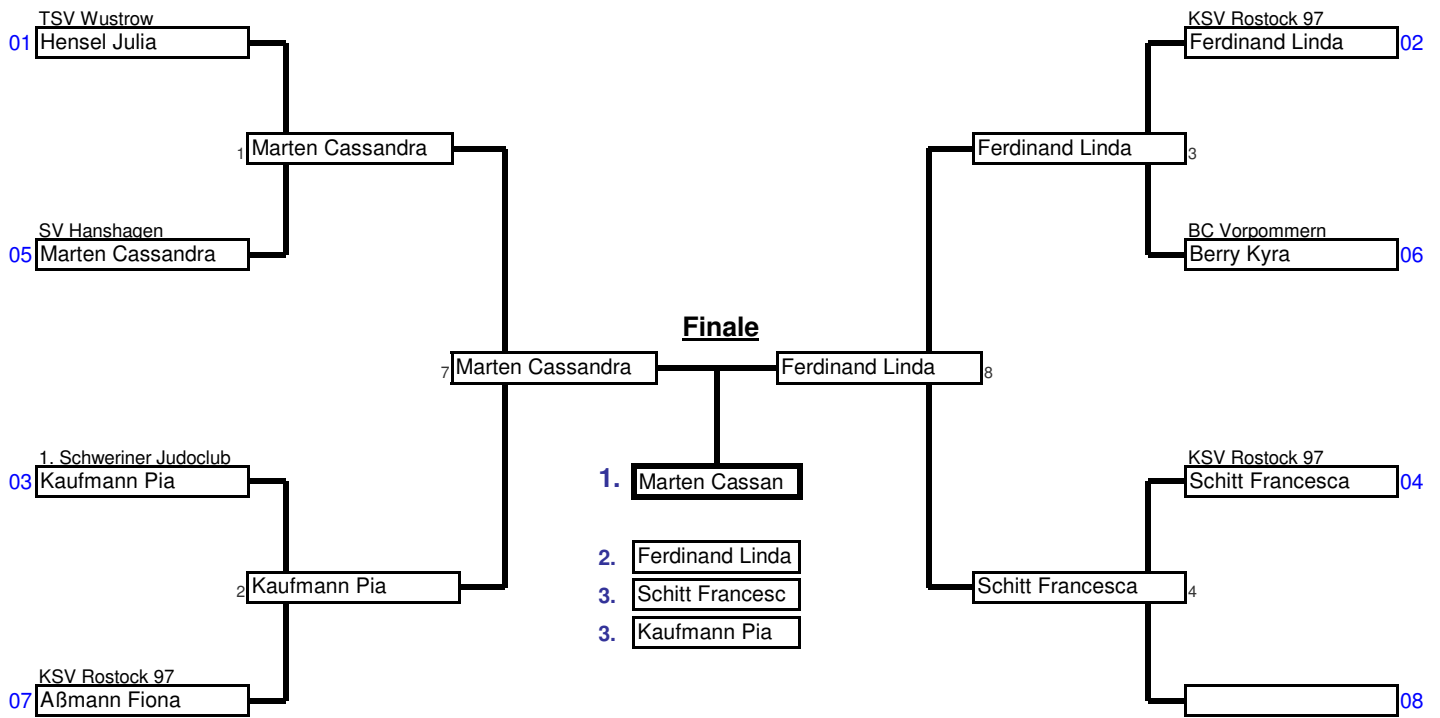 TSV Wustrow
01 Hensel Julia
KSV Rostock 97
Ferdinand Linda 02
1 Marten Cassandra
Ferdinand Linda 3
SV Hanshagen
05 Marten Cassandra
BC Vorpommern
Berry Kyra 06
Finale
7 Marten Cassandra
Ferdinand Linda 8
1. Schweriner Judoclub
03 Kaufmann Pia
KSV Rostock 97
Schitt Francesca 04
1. Marten Cassan
2. Ferdinand Linda
3. Schitt Francesc
3. Kaufmann Pia
2 Kaufmann Pia
Schitt Francesca 4
KSV Rostock 97
07 Aßmann Fiona
08